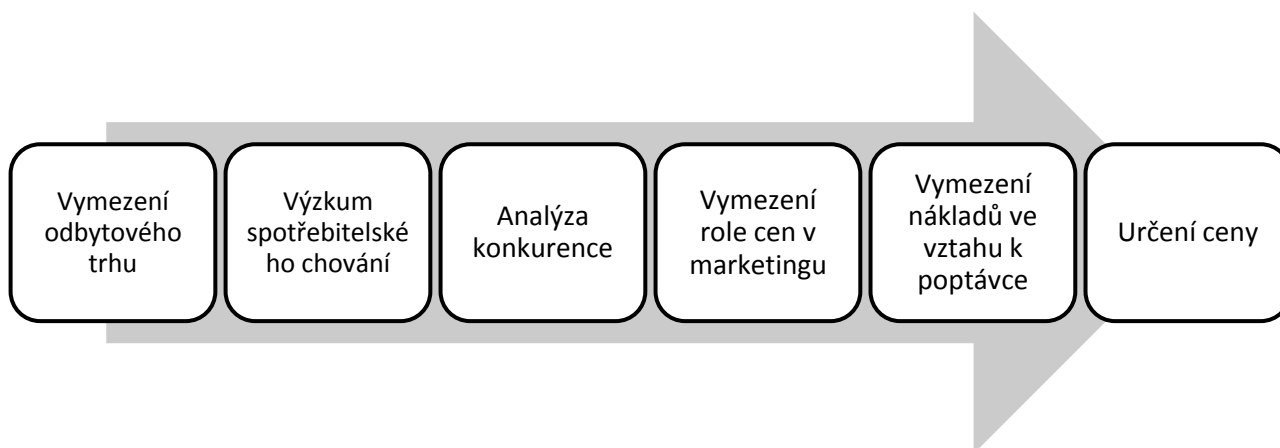 Vymezení
odbytového
trhu
Výzkum
spotřebitelské
ho chování
Analýza
konkurence
Vymezení
role cen v
marketingu
Vymezení
nákladů ve
vztahu k
poptávce
Určení ceny